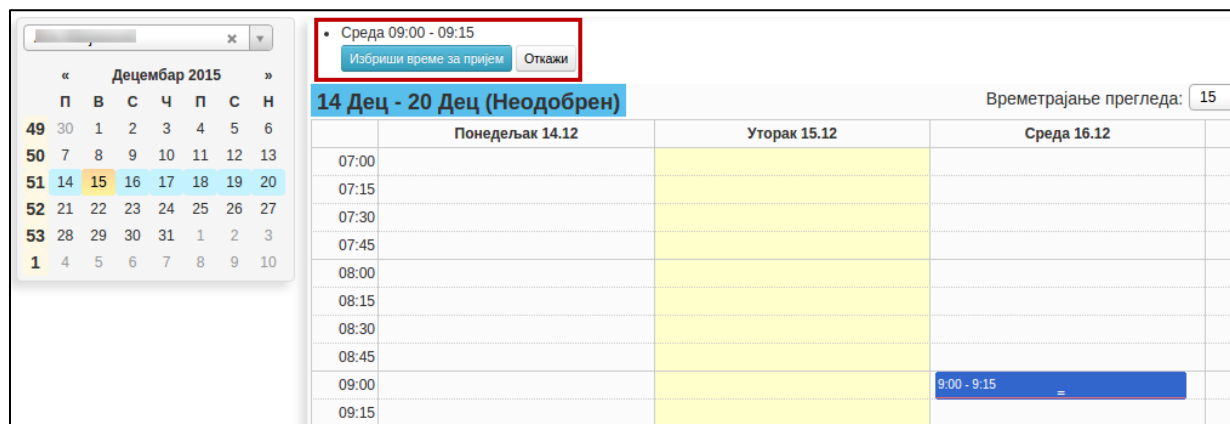 « Децембар 2015 »
П В С Ч П С Н
49 30 1 2 3 4 5 6
50 7 8 9 10 11 12 13
51 14 15 16 17 18 19 20
52 21 22 23 24 25 26 27
53 28 29 30 31 1 2 3
1 4 5 6 7 8 9 10
• Среда 09:00 - 09:15
Избриши време за пријем Откажи
14 Дец - 20 Дец (Неодобрен)
Времетрајање прегледа: 15
Понедељак 14.12 Уторак 15.12 Среда 16.12
07:00
07:15
07:30
07:45
08:00
08:15
08:30
08:45
09:00 9:00 - 9:15
09:15